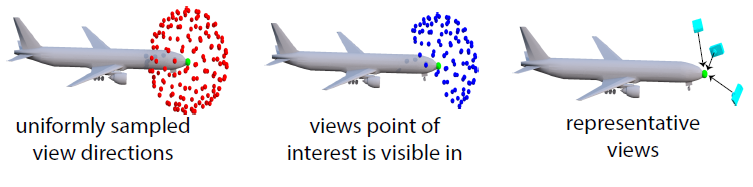 uniformly sampled
view directions
views point of
interest is visible in
representative
views